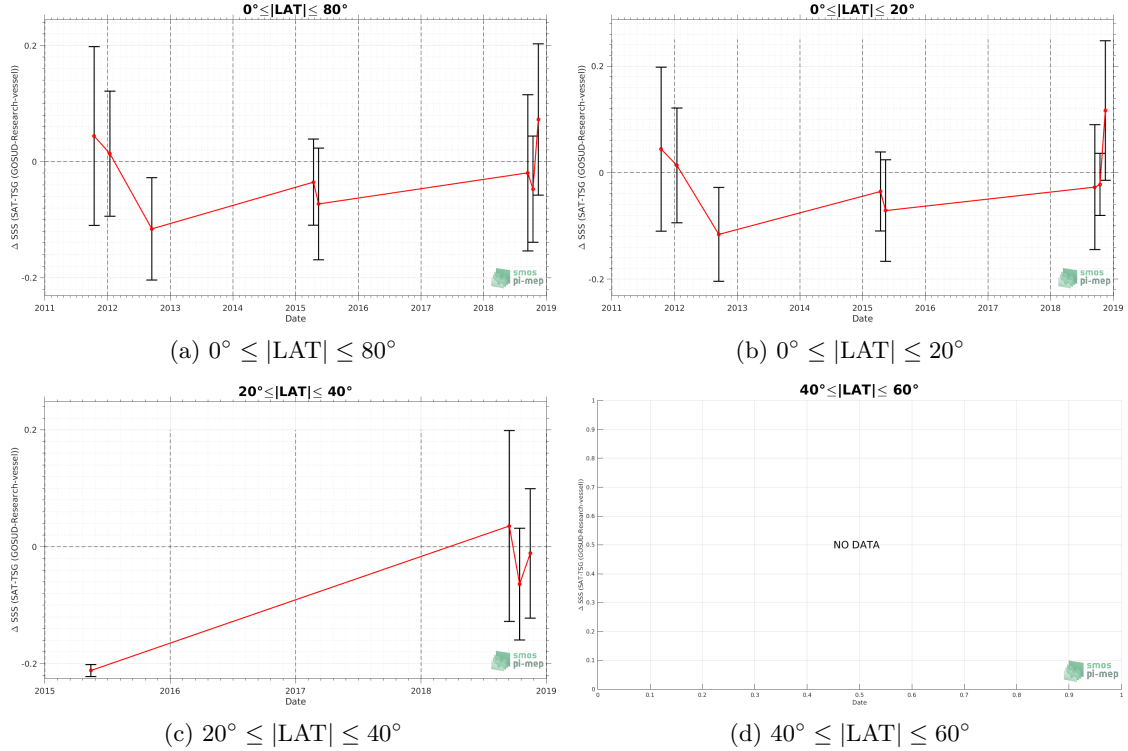 0°≤|LAT|≤ 80°
Δ SSS (SAT-TSG (GOSUD-Research-vessel))
0.2
0
-0.2
2011 2012 2013 2014 2015 2016 2017 2018 2019
Date
smos
pi-mep
(a) 0° ≤ |LAT| ≤ 80°
0°≤|LAT|≤ 20°
Δ SSS (SAT-TSG (GOSUD-Research-vessel))
0.2
0
-0.2
2011 2012 2013 2014 2015 2016 2017 2018 2019
Date
smos
pi-mep
(b) 0° ≤ |LAT| ≤ 20°
20°≤|LAT|≤ 40°
Δ SSS (SAT-TSG (GOSUD-Research-vessel))
0.2
0
-0.2
2015 2016 2017 2018 2019
Date
smos
pi-mep
(c) 20° ≤ |LAT| ≤ 40°
40°≤|LAT|≤ 60°
Δ SSS (SAT-TSG (GOSUD-Research-vessel))
1
0.9
0.8
0.7
0.6
0.5
0.4
0.3
0.2
0.1
0
NO DATA
0 0.1 0.2 0.3 0.4 0.5 0.6 0.7 0.8 0.9 1
Date
smos
pi-mep
(d) 40° ≤ |LAT| ≤ 60°